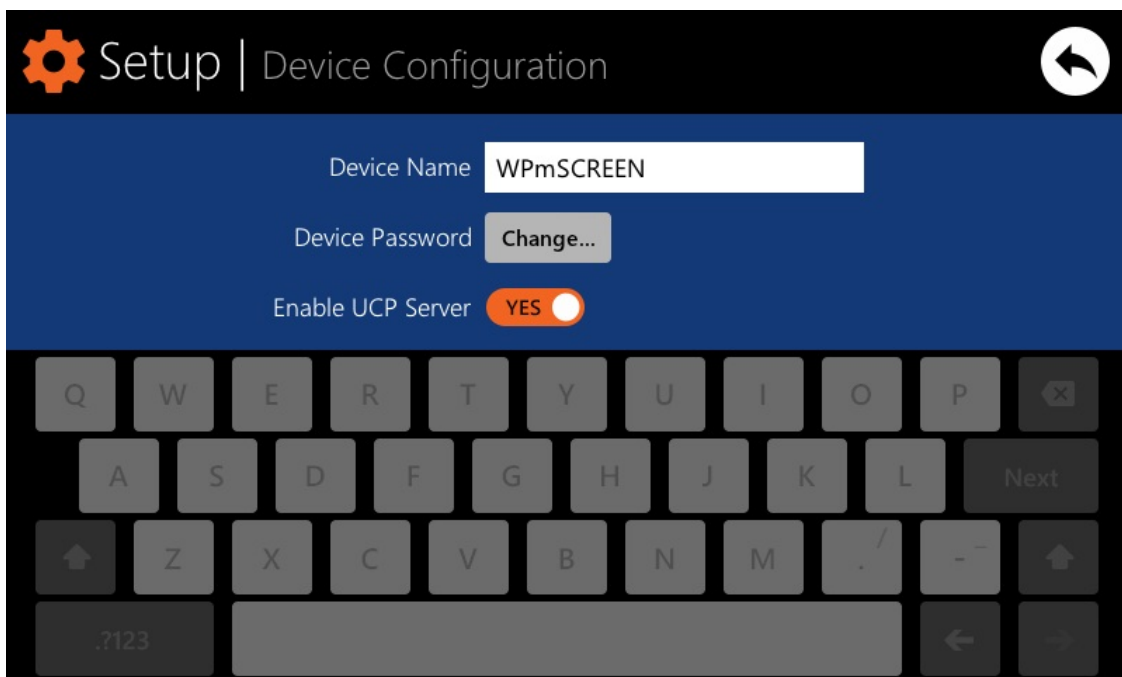 Setup | Device Configuration
Device Name WPmSCREEN
Device Password Change...
Enable UCP Server YES
Q W E R T Y U I O P
A S D F G H J K L Next
Z X C V B N M . / - _
.?123